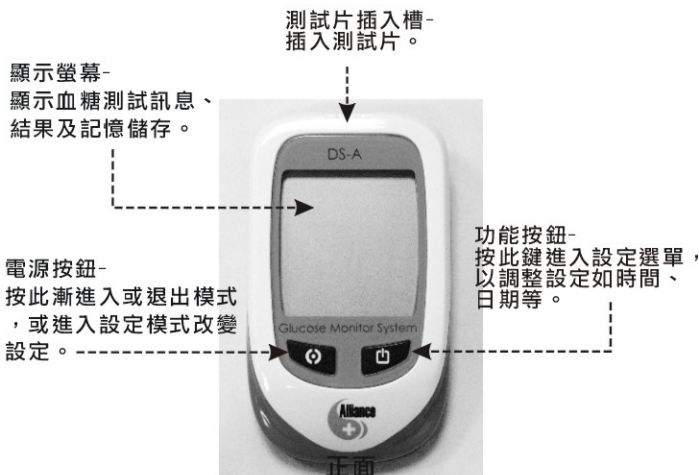 測試片插入槽-
插入測試片。
顯示螢幕-
顯示血糖測試訊息、
結果及記憶儲存。
DS-A
功能按鈕-
按此鍵進入設定選單，
以調整設定如時間、
日期等。
電源按鈕-
按此漸進入或退出模式
，或進入設定模式改變
設定。
Glucose Monitor System
Alliance
正面